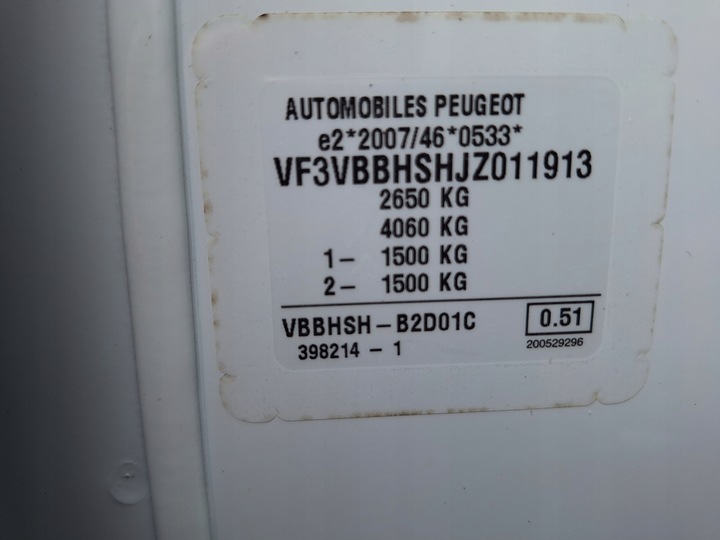 AUTOMOBILES PEUGEOT
e2*2007/46*0533*
VF3VBBHSHJZ011913
2650 KG
4060 KG
1- 1500 KG
2- 1500 KG
VBBHSH-B2D01C 0.51
398214-1 200529296